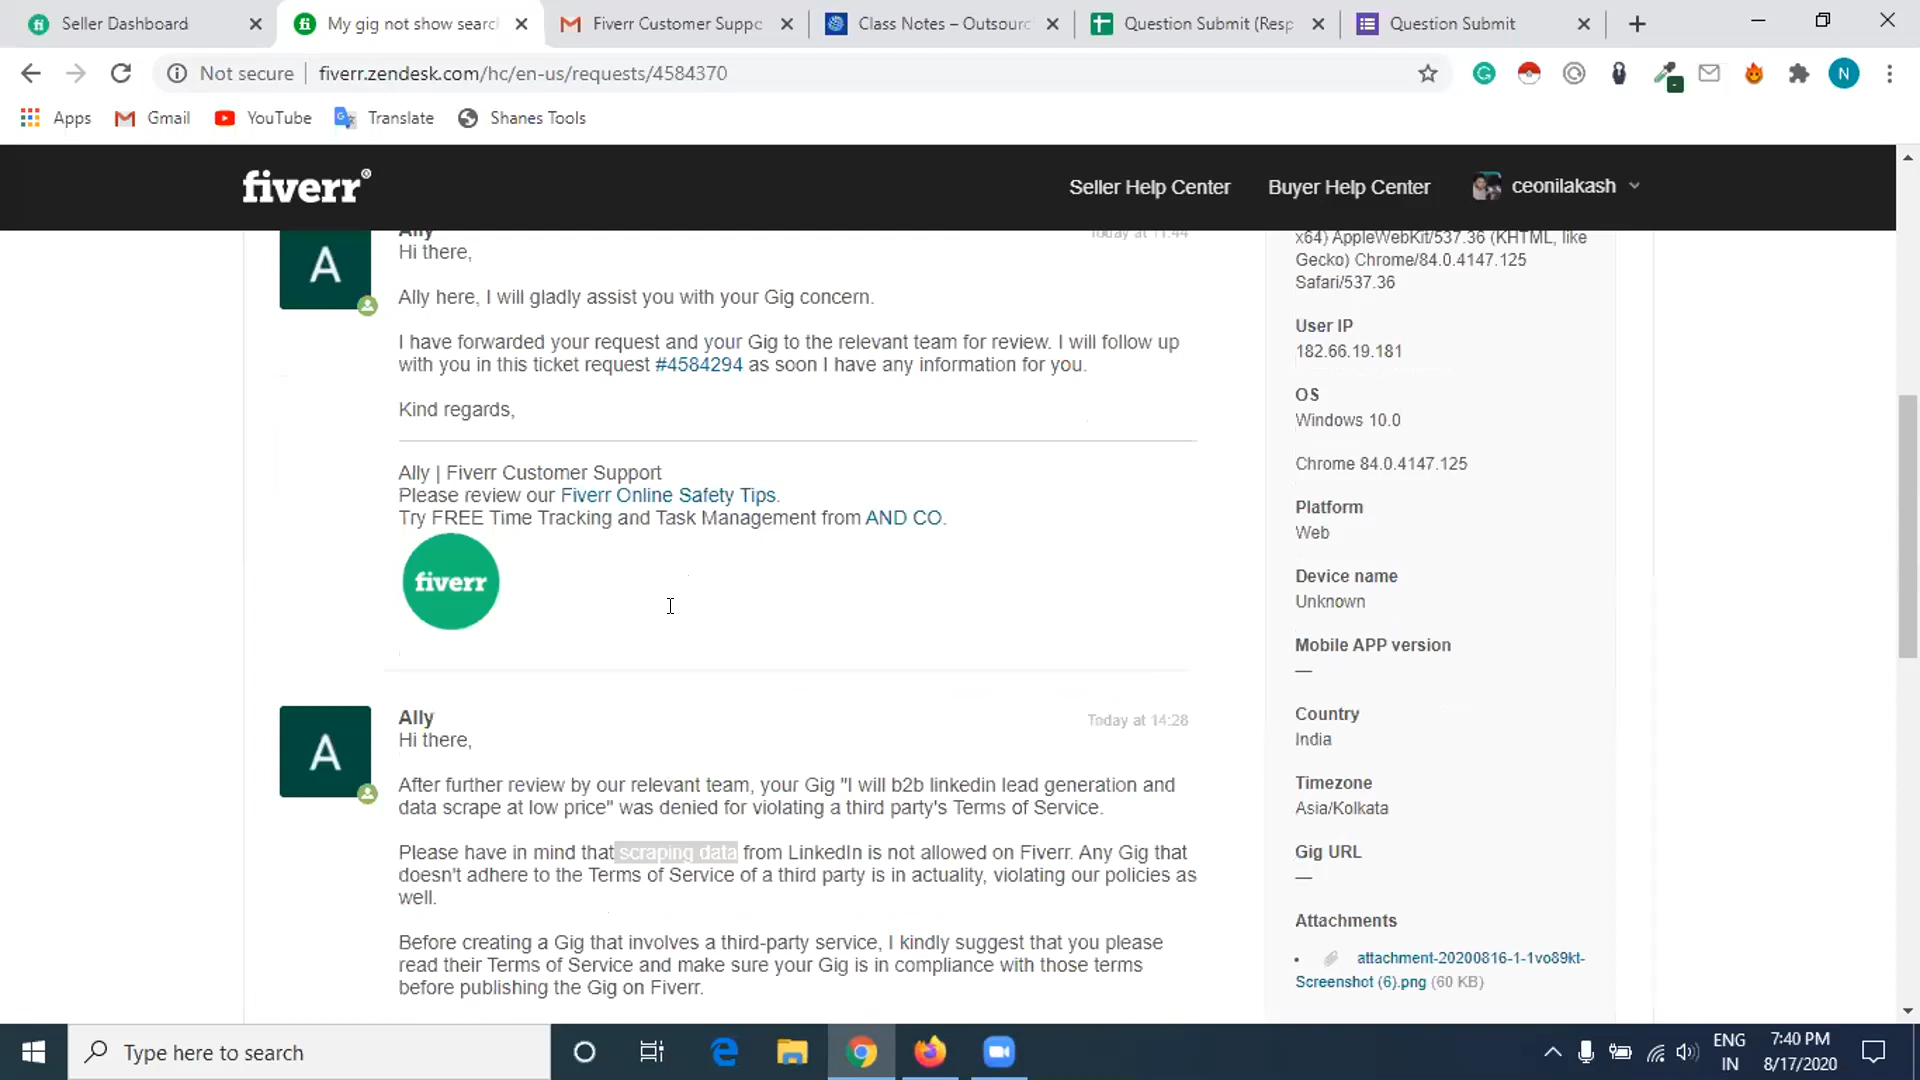 Seller Dashboard
My gig not show searc
Fiverr Customer Suppo
Class Notes – Outsourc
Question Submit (Resp
Question Submit
Not secure
fiverr.zendesk.com/hc/en-us/requests/4584370
N
Apps
Gmail
YouTube
Translate
Shanes Tools
fiverr®
Seller Help Center
Buyer Help Center
ceonilakash
A
Ally
Today at 11:44
Hi there,
Ally here, I will gladly assist you with your Gig concern.
I have forwarded your request and your Gig to the relevant team for review. I will follow up
with you in this ticket request #4584294 as soon I have any information for you.
Kind regards,
Ally | Fiverr Customer Support
Please review our Fiverr Online Safety Tips.
Try FREE Time Tracking and Task Management from AND CO.
fiverr
A
Ally
Today at 14:28
Hi there,
After further review by our relevant team, your Gig "I will b2b linkedin lead generation and
data scrape at low price" was denied for violating a third party's Terms of Service.
Please have in mind that scraping data from LinkedIn is not allowed on Fiverr. Any Gig that
doesn't adhere to the Terms of Service of a third party is in actuality, violating our policies as
well.
Before creating a Gig that involves a third-party service, I kindly suggest that you please
read their Terms of Service and make sure your Gig is in compliance with those terms
before publishing the Gig on Fiverr.
x64) AppleWebKit/537.36 (KHTML, like
Gecko) Chrome/84.0.4147.125
Safari/537.36
User IP
182.66.19.181
OS
Windows 10.0
Chrome 84.0.4147.125
Platform
Web
Device name
Unknown
Mobile APP version
—
Country
India
Timezone
Asia/Kolkata
Gig URL
—
Attachments
attachment-20200816-1-1vo89kt-
Screenshot (6).png (60 KB)
Type here to search
ENG
IN
7:40 PM
8/17/2020